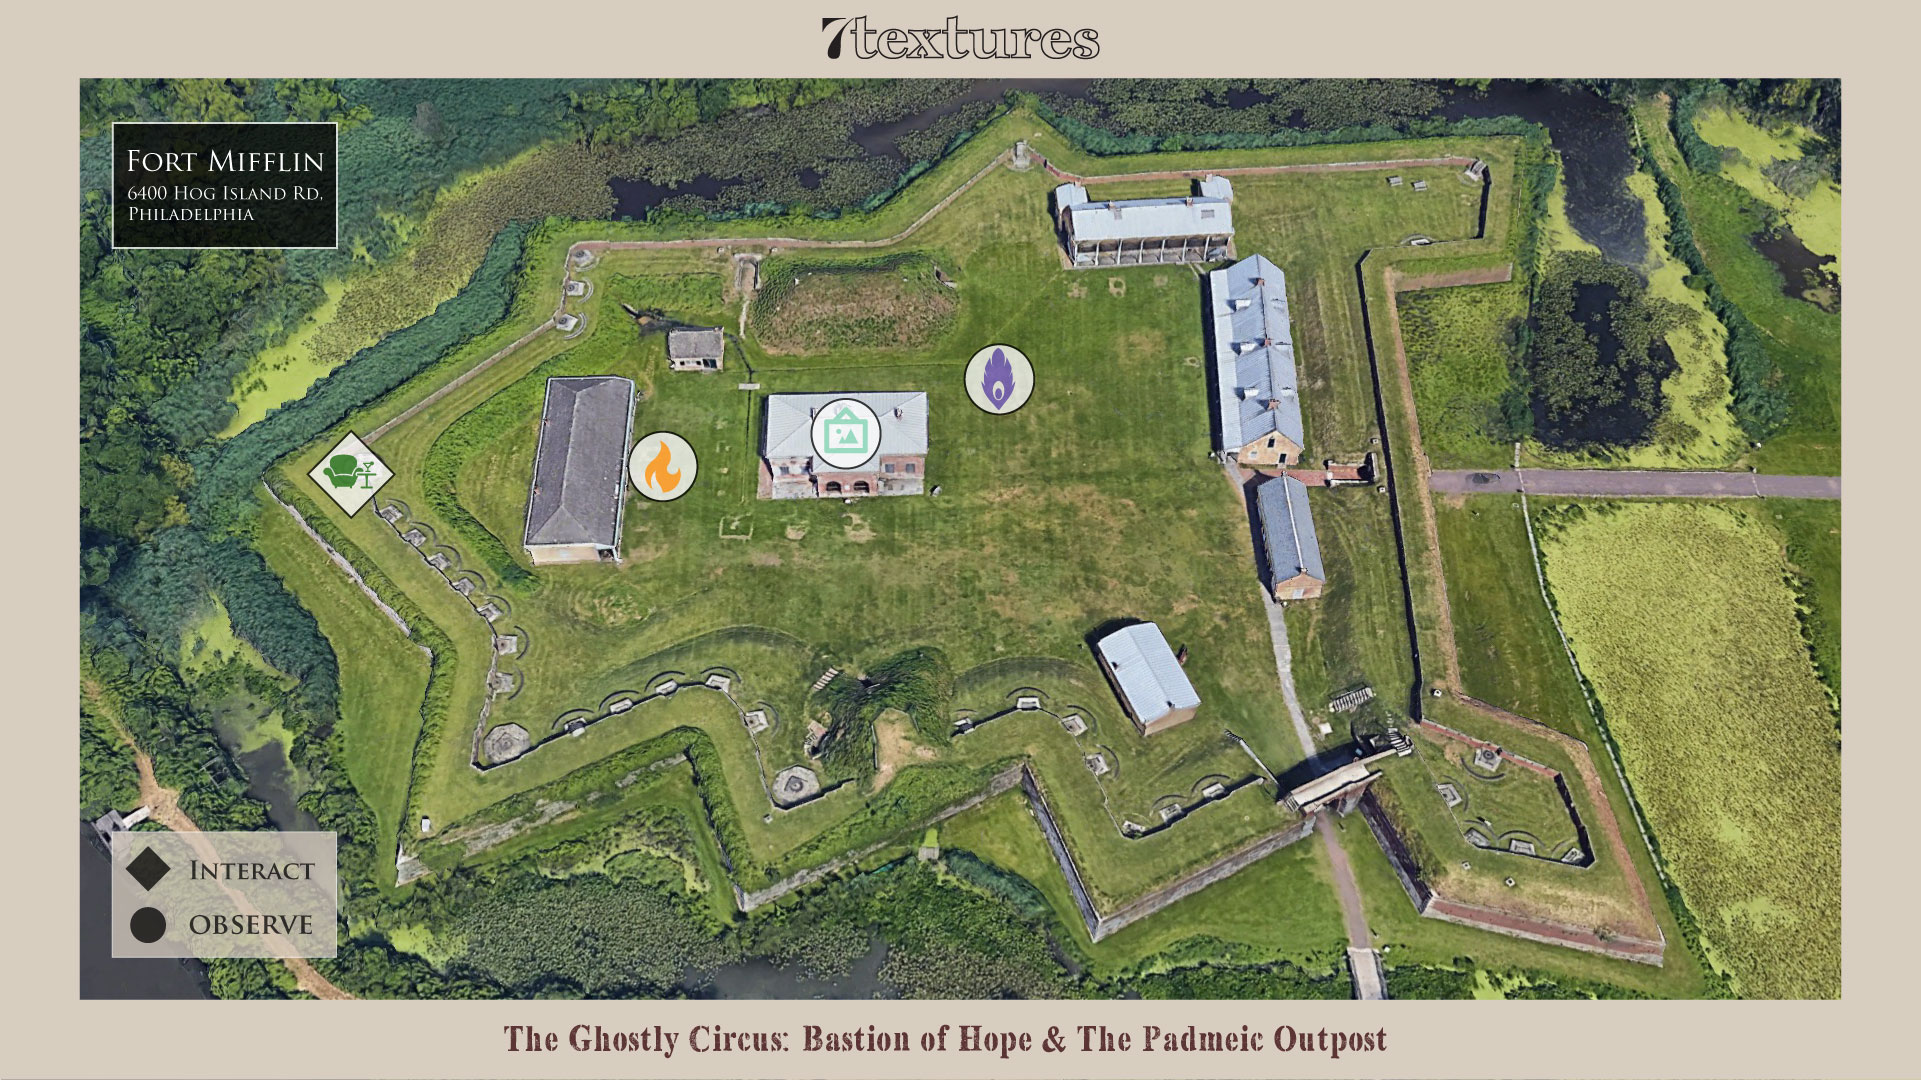 7textures
Fort Mifflin
6400 Hog Island Rd,
Philadelphia
Interact
Observe
The Ghostly Circus: Bastion of Hope & The Padmeic Outpost